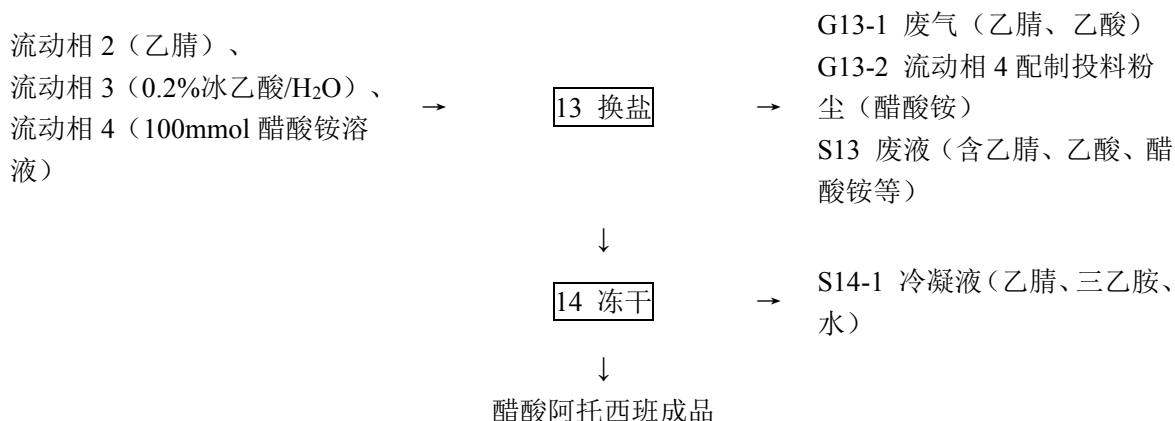 流动相 2（乙腈）、
流动相 3（0.2%冰乙酸/H₂O）、
流动相 4（100mmol 醋酸铵溶
液）
→
13 换盐
→
G13-1 废气（乙腈、乙酸）
G13-2 流动相 4 配制投料粉
尘（醋酸铵）
S13 废液（含乙腈、乙酸、醋
酸铵等）
↓
14 冻干
→
S14-1 冷凝液（乙腈、三乙胺、
水）
↓
醋酸阿托西班成品